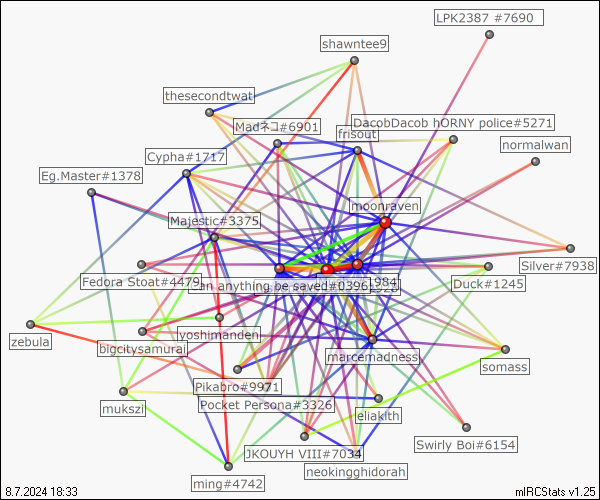 LPK2387 #7690
shawntee9
thesecondtwat
DacobDacob hORNY police#5271
Madネコ#6901
frisout
normalwan
Cypha#1717
Eg.Master#1378
moonraven
Majestic#3375
Silver#7938
Fedora Stoat#4479
an anything be saved#0396
1984
Duck#1245
zebula
yoshimanden
bigcitysamurai
marcemadness
somass
Pikabro#9971
mukszi
Pocket Persona#3326
eliakith
Swirly Boi#6154
JKOUYH VIII#7034
neokingghidorah
ming#4742
8.7.2024 18:33
mIRCStats v1.25